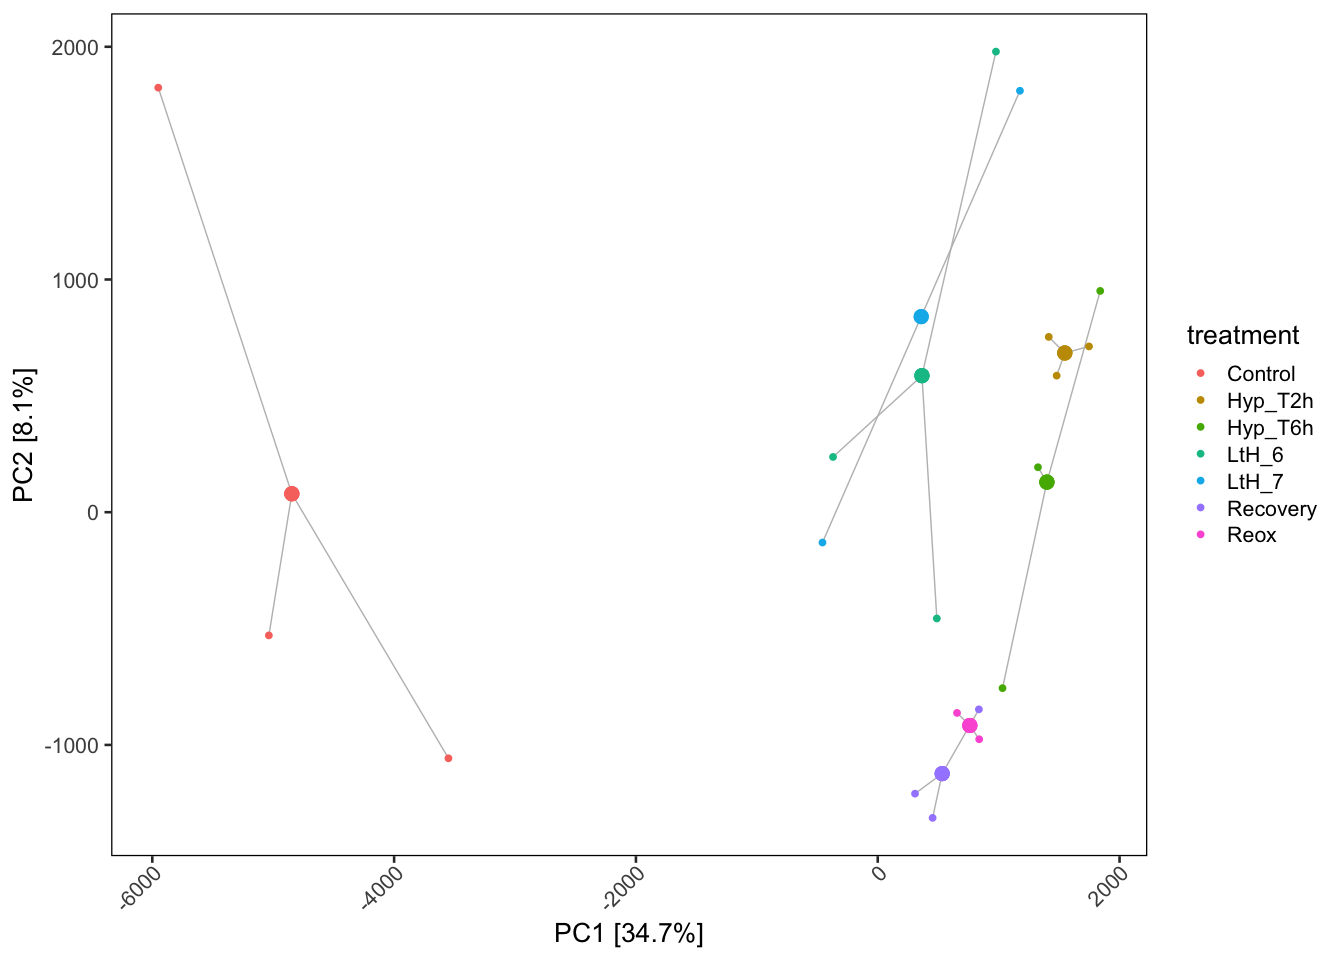 2000
1000
0
-1000
PC2 [8.1%]
-6000
-4000
-2000
0
2000
PC1 [34.7%]
treatment
Control
Hyp_T2h
Hyp_T6h
LtH_6
LtH_7
Recovery
Reox